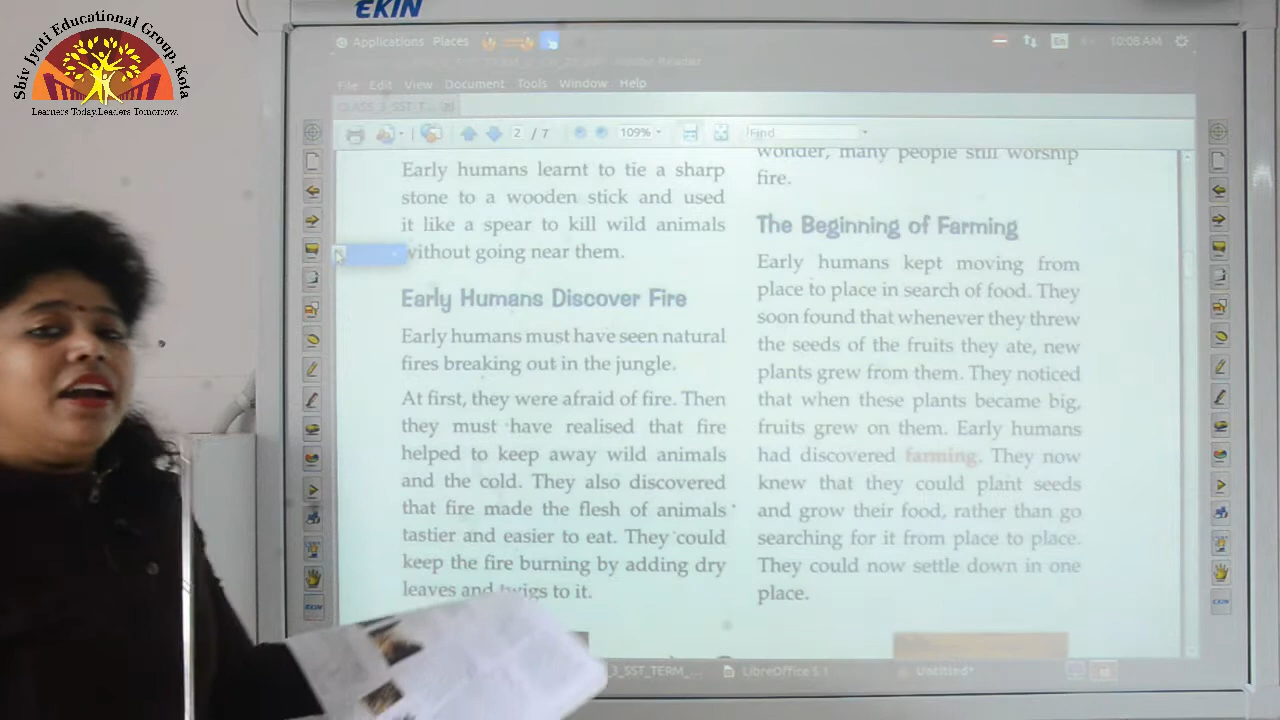 Shiv Jyoti Educational Group, Kota
Learners Today.Leaders Tomorrow.
EKIN
Applications Places
En
10:08 AM
File Edit View Document Tools Window Help
2 / 7
109%
Find
Early humans learnt to tie a sharp
stone to a wooden stick and used
it like a spear to kill wild animals
without going near them.
Early Humans Discover Fire
Early humans must have seen natural
fires breaking out in the jungle.
At first, they were afraid of fire. Then
they must have realised that fire
helped to keep away wild animals
and the cold. They also discovered
that fire made the flesh of animals
tastier and easier to eat. They could
keep the fire burning by adding dry
leaves and twigs to it.
wonder, many people still worship
fire.
The Beginning of Farming
Early humans kept moving from
place to place in search of food. They
soon found that whenever they threw
the seeds of the fruits they ate, new
plants grew from them. They noticed
that when these plants became big,
fruits grew on them. Early humans
had discovered farming. They now
knew that they could plant seeds
and grow their food, rather than go
searching for it from place to place.
They could now settle down in one
place.
EKIN
EKIN
_3_SST_TERM_...
LibreOffice 5.1
Untitled*